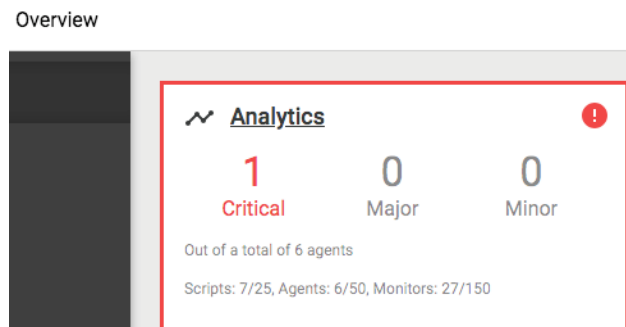 Overview
Analytics
1 0 0
Critical Major Minor
Out of a total of 6 agents
Scripts: 7/25, Agents: 6/50, Monitors: 27/150